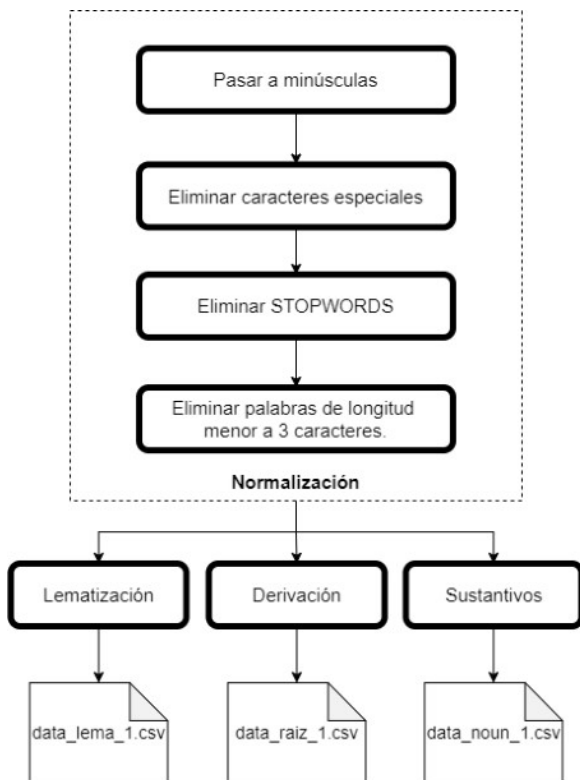 Pasar a minúsculas
Eliminar caracteres especiales
Eliminar STOPWORDS
Eliminar palabras de longitud
menor a 3 caracteres.
Normalización
Lematización
Derivación
Sustantivos
data_lema_1.csv
data_raiz_1.csv
data_noun_1.csv